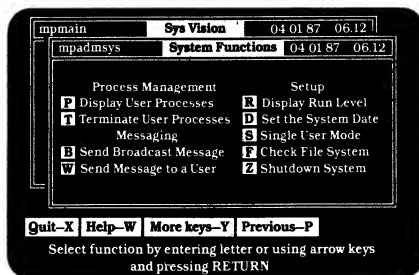 mpmain Sys Vision 04 01 87 06.12
mpadmsys System Functions 04 01 87 06.12
Process Management Setup
P Display User Processes R Display Run Level
T Terminate User Processes D Set the System Date
Messaging S Single User Mode
B Send Broadcast Message F Check File System
W Send Message to a User Z Shutdown System
Quit–X Help–W More keys–Y Previous–P
Select function by entering letter or using arrow keys
and pressing RETURN